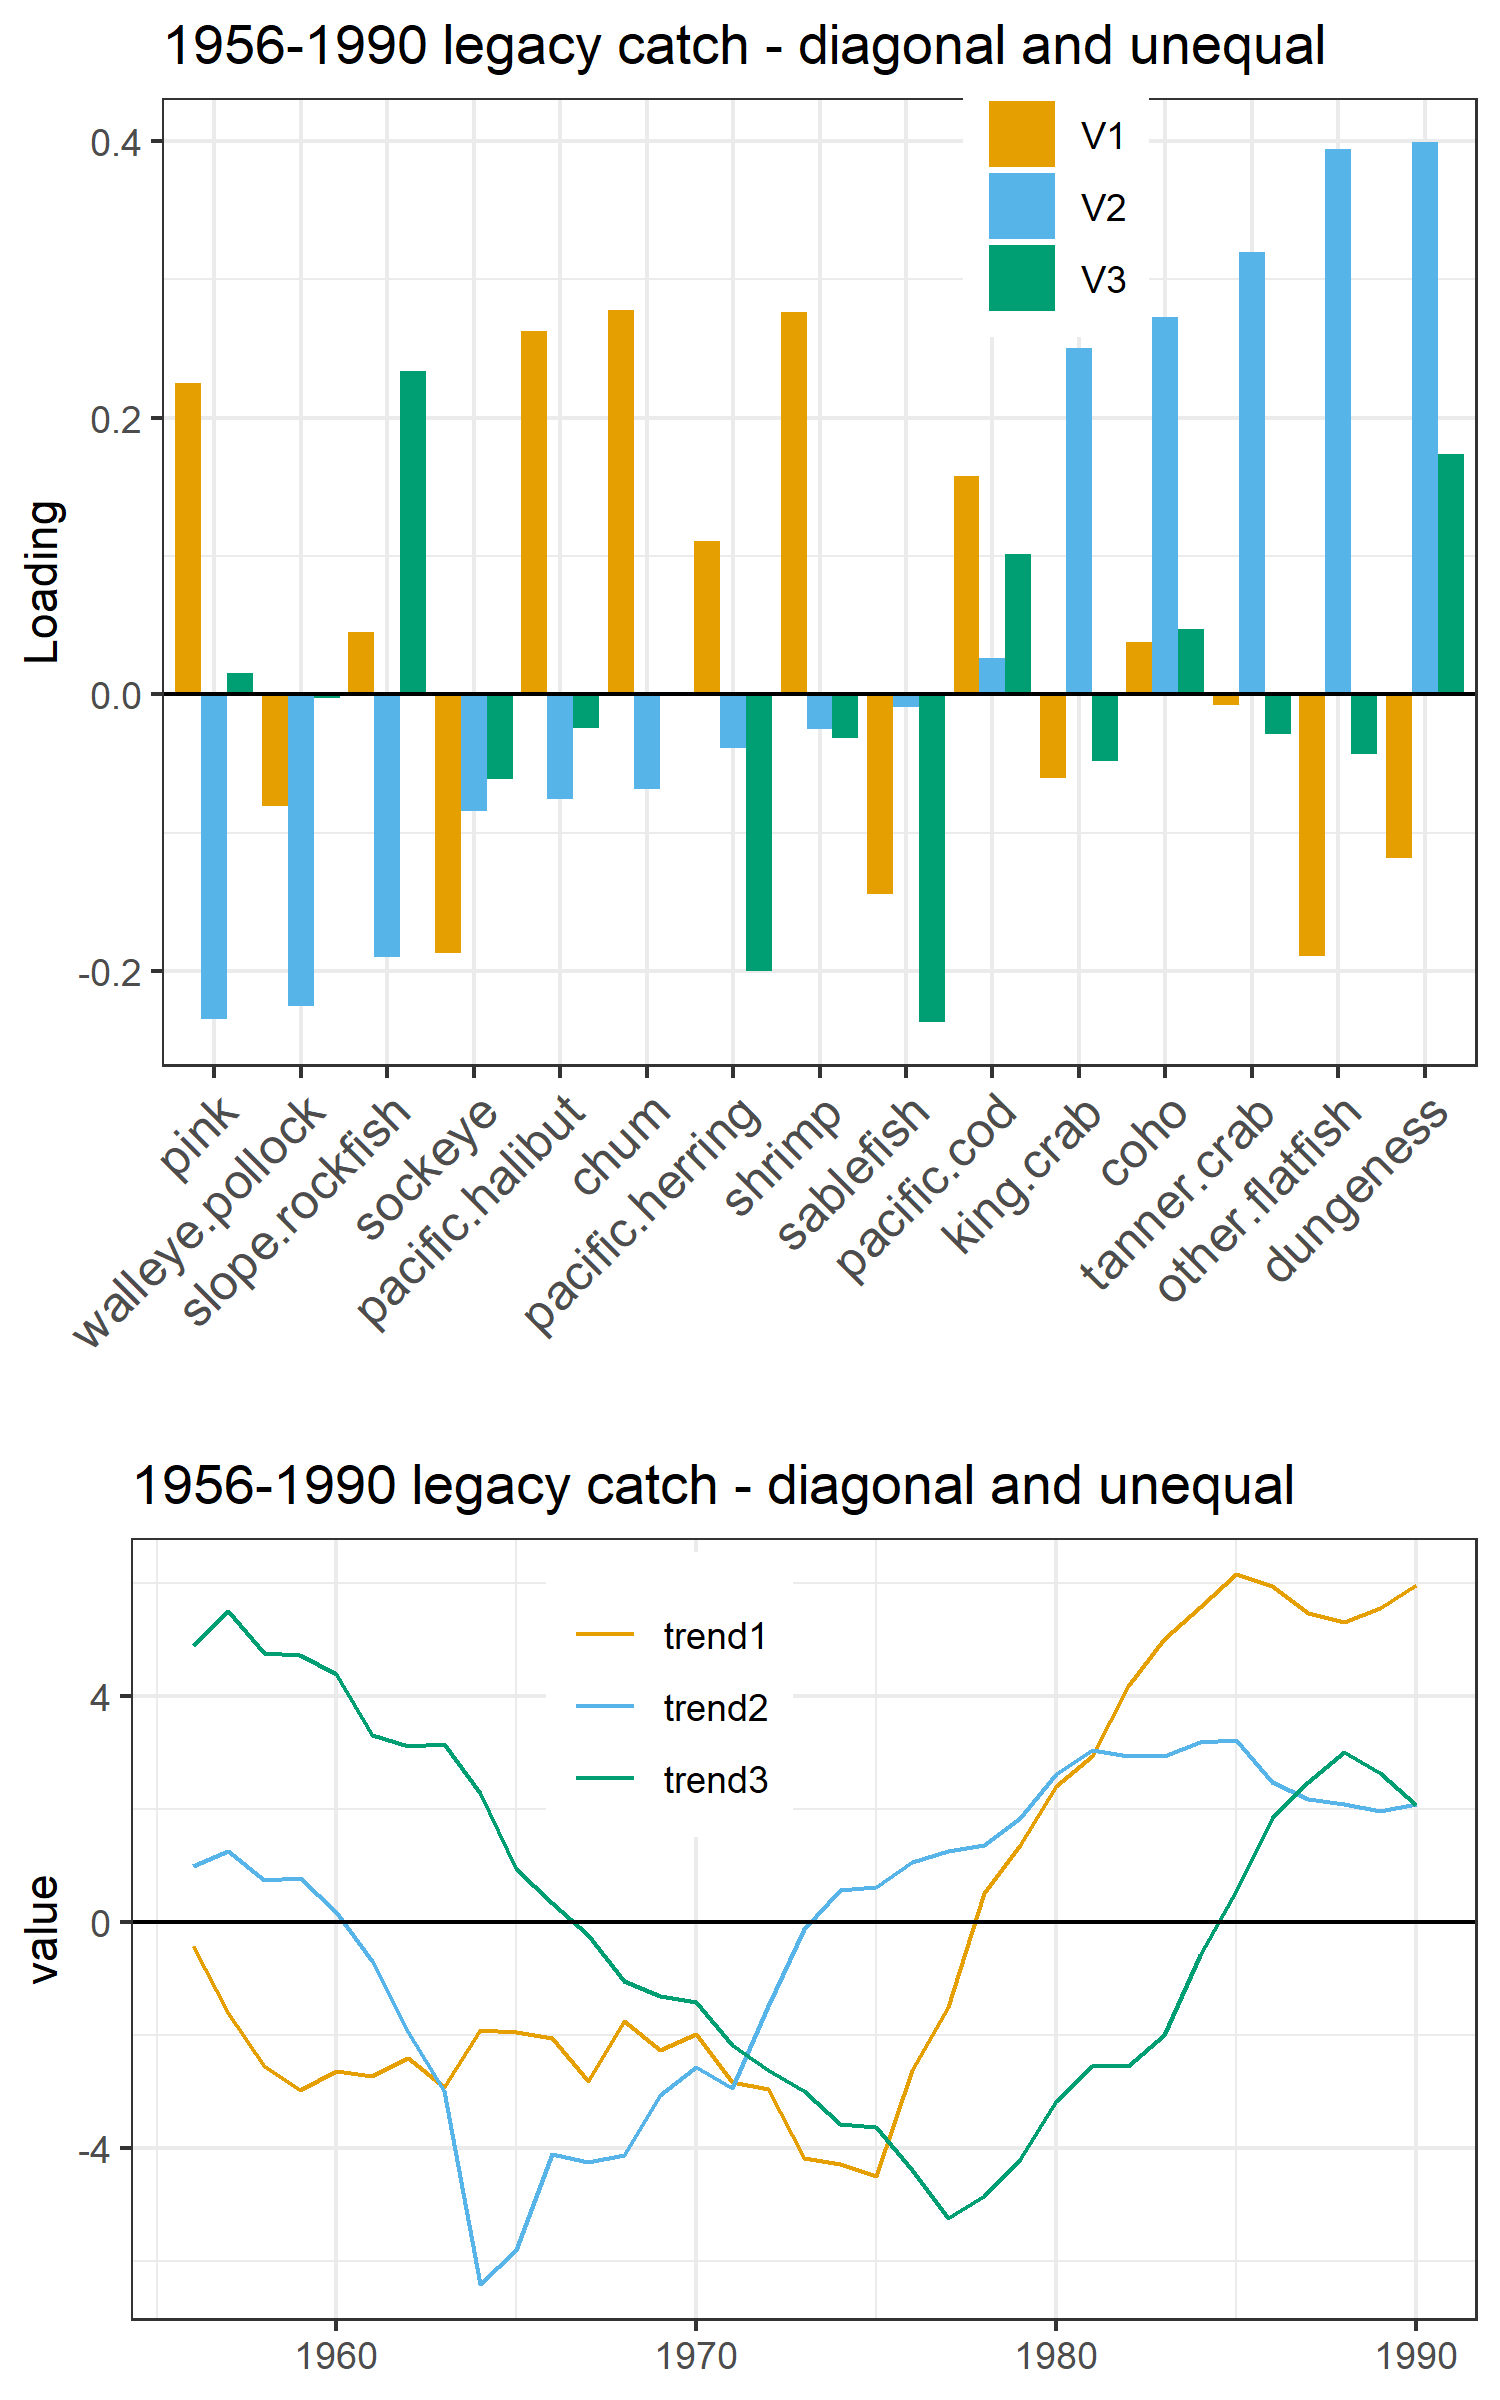 1956-1990 legacy catch - diagonal and unequal
V1
V2
V3
0.4
0.2
0.0
-0.2
Loading
pink
walleye.pollock
slope.rockfish
sockeye
pacific.halibut
chum
pacific.herring
shrimp
sablefish
pacific.cod
king.crab
coho
tanner.crab
other.flatfish
dungeness
1956-1990 legacy catch - diagonal and unequal
trend1
trend2
trend3
4
0
-4
value
1960 1970 1980 1990